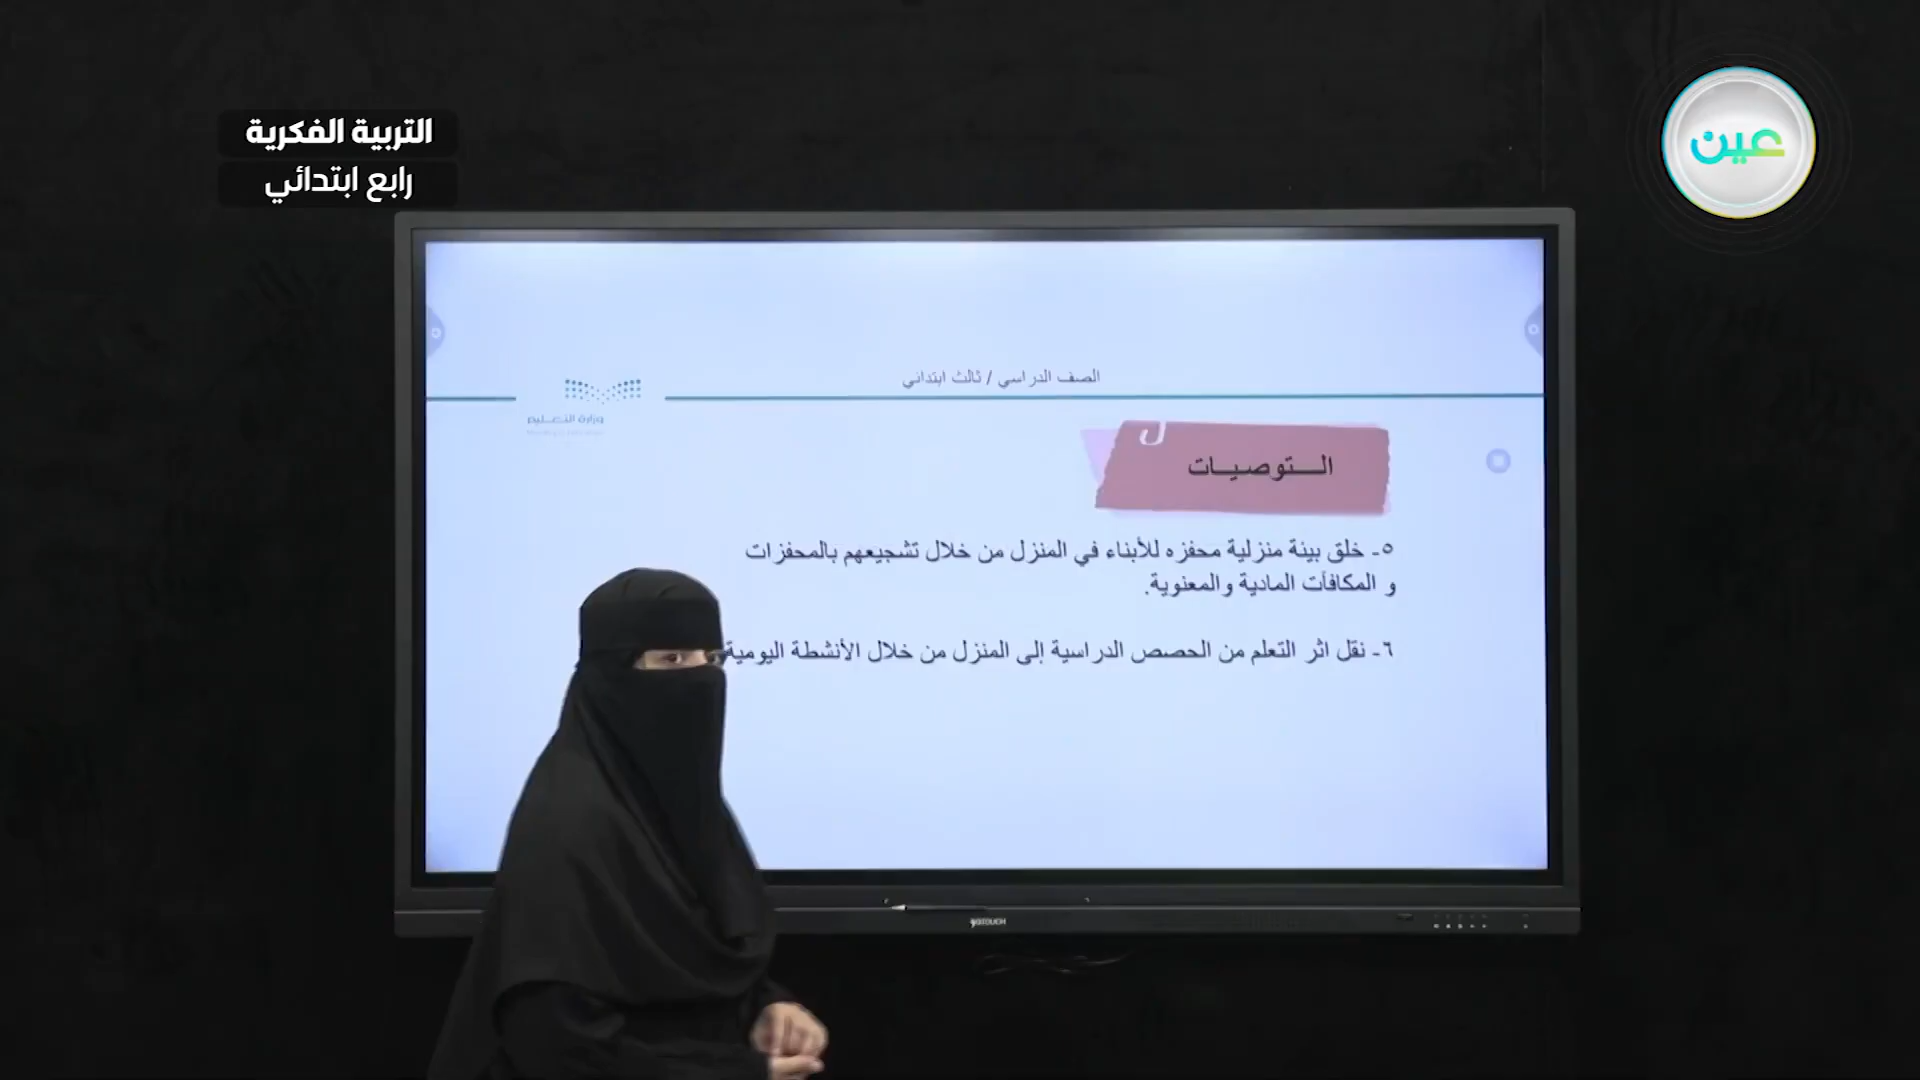 التربية الفكرية
رابع ابتدائي
عين
الصف الدراسي / ثالث ابتدائي
وزارة التعليم
التوصيات
٥- خلق بيئة منزلية محفزه للأبناء في المنزل من خلال تشجيعهم بالمحفزات
و المكافأت المادية والمعنوية.
٦- نقل اثر التعلم من الحصص الدراسية إلى المنزل من خلال الأنشطة اليومية